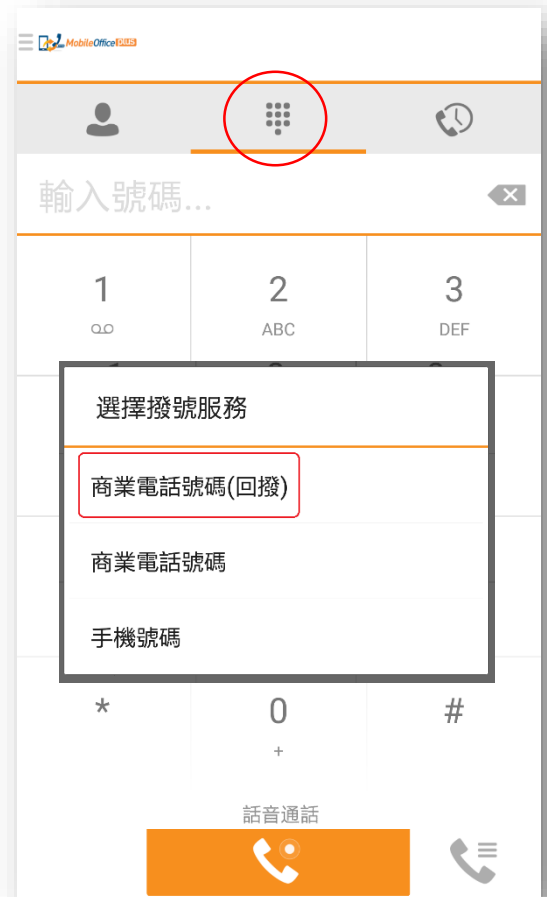 MobileOffice PLUS
輸入號碼...
1 2 3
ABC DEF
選擇撥號服務
商業電話號碼(回撥)
商業電話號碼
手機號碼
* 0 #
+
話音通話